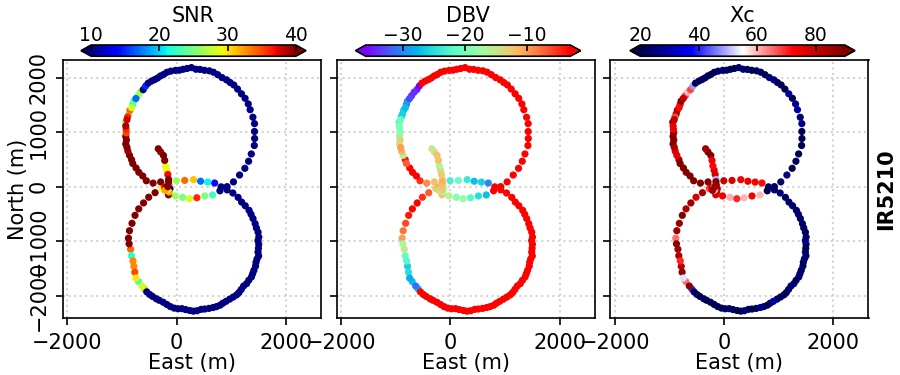 SNR DBV Xc
10 20 30 40 −30 −20 −10 20 40 60 80
2000
1000
0
−1000
−2000
North (m)
IR5210
−2000 0 2000 −2000 0 2000 −2000 0 2000
East (m) East (m) East (m)